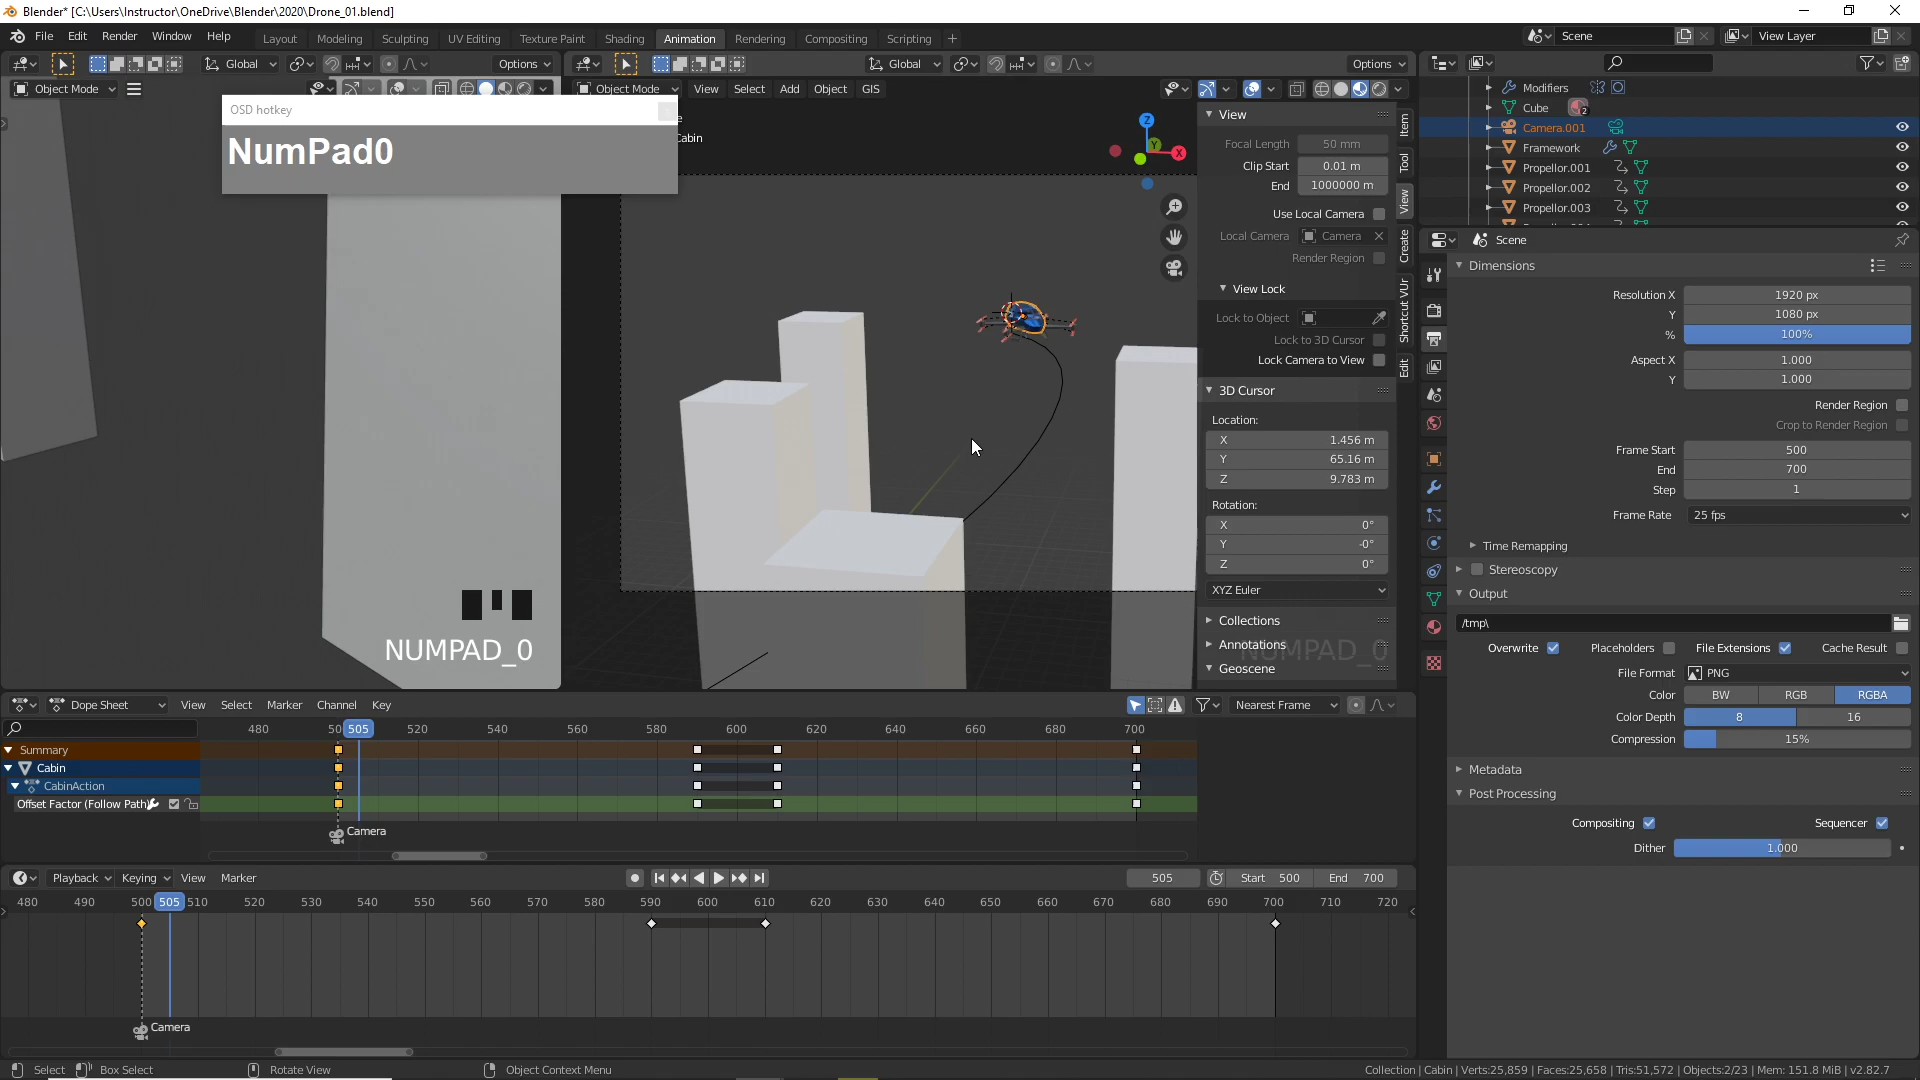 Blender* [C:\Users\Instructor\OneDrive\Blender\2020\Drone_01.blend]
File Edit Render Window Help Layout Modeling Sculpting UV Editing Texture Paint Shading Animation Rendering Compositing Scripting + Scene View Layer
Global Options Global Options
Object Mode Object Mode View Select Add Object GIS
OSD hotkey
NumPad0
Cabin
NUMPAD_0
Z
Y
X
View
Focal Length 50 mm
Clip Start 0.01 m
End 1000000 m
Use Local Camera
Local Camera Camera
Render Region
View Lock
Lock to Object
Lock to 3D Cursor
Lock Camera to View
3D Cursor
Location:
X 1.456 m
Y 65.16 m
Z 9.783 m
Rotation:
X 0°
Y -0°
Z 0°
XYZ Euler
Collections
Annotations
NUMPAD_0
Geoscene
Item
Tool
View
Create
Shortcut VUr
Edit
Modifiers
Cube 2
Camera.001
Framework
Propellor.001
Propellor.002
Propellor.003
Scene
Dimensions
Resolution X 1920 px
Y 1080 px
% 100%
Aspect X 1.000
Y 1.000
Render Region
Crop to Render Region
Frame Start 500
End 700
Step 1
Frame Rate 25 fps
Time Remapping
Stereoscopy
Output
/tmp\
Overwrite Placeholders File Extensions Cache Result
File Format PNG
Color BW RGB RGBA
Color Depth 8 16
Compression 15%
Metadata
Post Processing
Compositing Sequencer
Dither 1.000
Dope Sheet View Select Marker Channel Key Nearest Frame
480 50 505 520 540 560 580 600 620 640 660 680 700
Summary
Cabin
CabinAction
Offset Factor (Follow Path)
Camera
Playback Keying View Marker 505 Start 500 End 700
480 490 500 505 510 520 530 540 550 560 570 580 590 600 610 620 630 640 650 660 670 680 690 700 710 720
Camera
Select Box Select Rotate View Object Context Menu Collection | Cabin | Verts:25,859 | Faces:25,658 | Tris:51,572 | Objects:2/23 | Mem: 151.8 MiB | v2.82.7